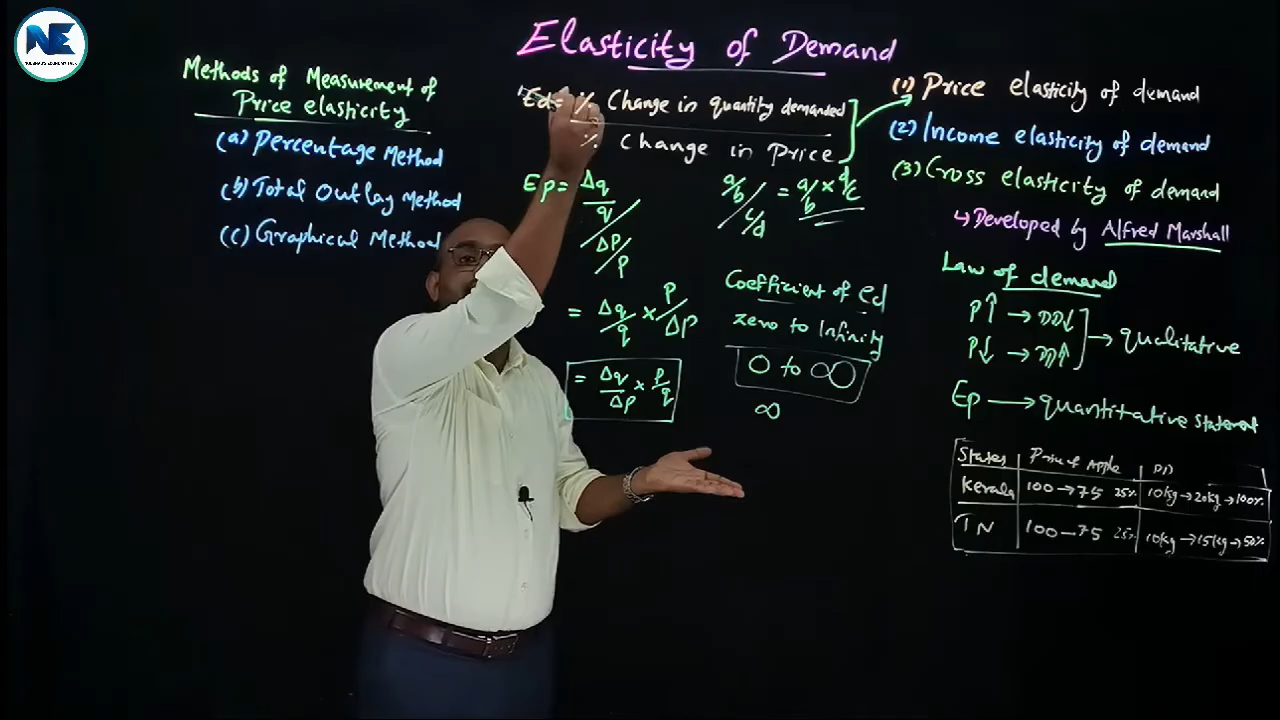 NE
Elasticity of Demand
Methods of Measurement of
Price elasticity
(a) Percentage Method
(b) Total Outlay Method
(c) Graphical Method
Ed = % Change in quantity demanded
% Change in Price
Ep = Δq/q / ΔP/P
= Δq/q × P/ΔP
= Δq/ΔP × P/q
a/b / c/d = a/b × d/c
Coefficient of ed
Zero to Infinity
0 to ∞
∞
(1) Price elasticity of demand
(2) Income elasticity of demand
(3) Cross elasticity of demand
↳ Developed by Alfred Marshall
Law of demand
P↑ → DD↓
P↓ → DD↑
→ qualitative
Ep → quantitative statement
States | Price of Apple | DD
Kerala | 100 → 75 25% | 10kg → 20kg → 100%
TN | 100 → 75 25% | 10kg → 15kg → 50%